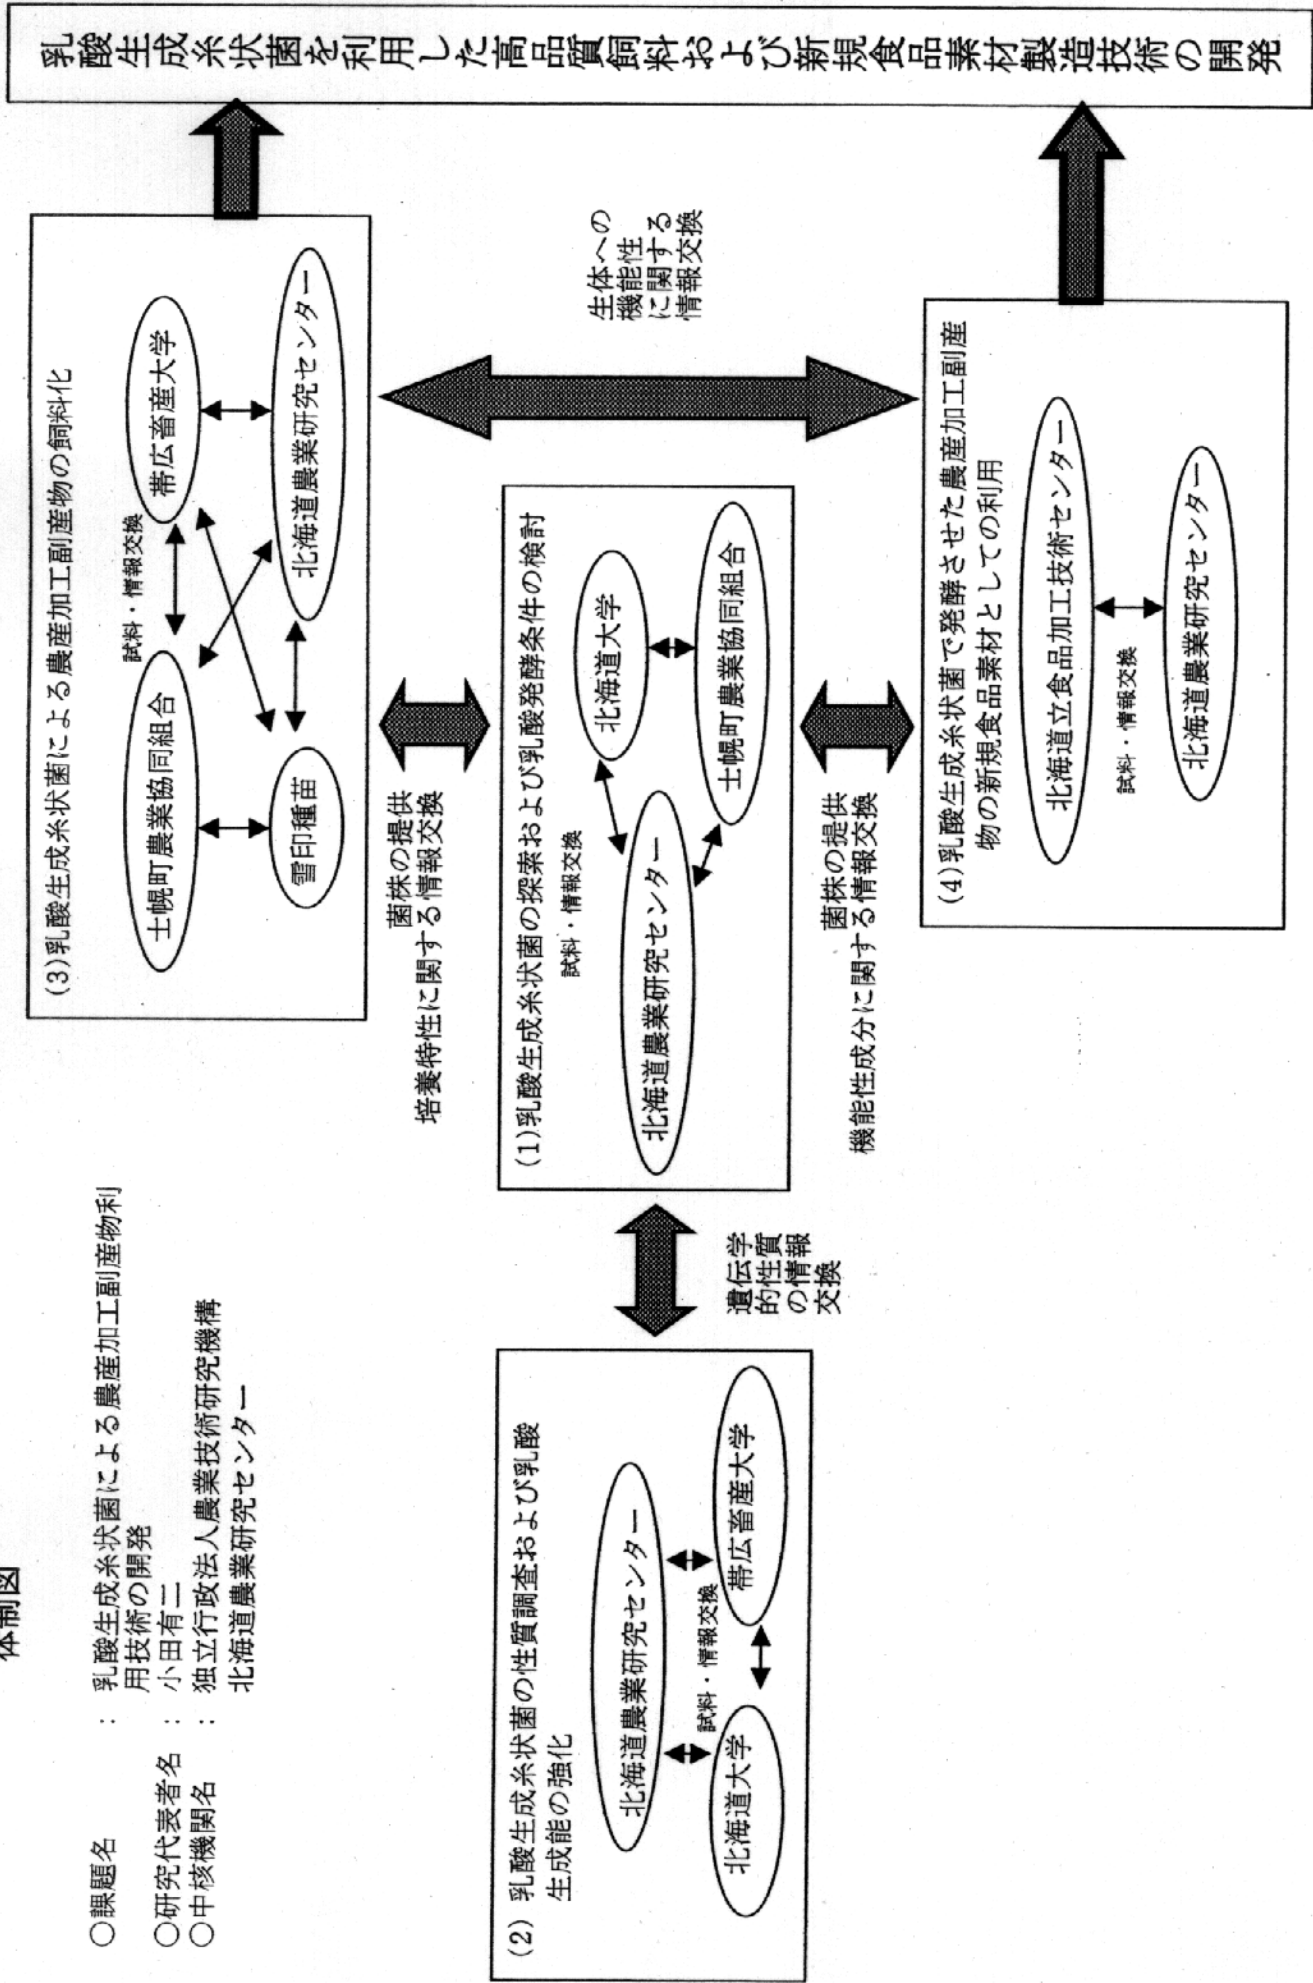 体制図
○課題名 : 乳酸生成糸状菌による農産加工副産物利
用技術の開発
○研究代表者名 : 小田有二
○中核機関名 : 独立行政法人農業技術研究機構
北海道農業研究センター
(2) 乳酸生成糸状菌の性質調査および乳酸
生成能の強化
北海道農業研究センター
試料・情報交換
北海道大学
帯広畜産大学
遺伝学
的性質
の情報
交換
(3)乳酸生成糸状菌による農産加工副産物の飼料化
士幌町農業協同組合
試料・情報交換
帯広畜産大学
雪印種苗
北海道農業研究センター
菌株の提供
培養特性に関する情報交換
(1)乳酸生成糸状菌の探索および乳酸発酵条件の検討
試料・情報交換
北海道大学
北海道農業研究センター
士幌町農業協同組合
菌株の提供
機能性成分に関する情報交換
生体への
機能性
に関する
情報交換
(4)乳酸生成糸状菌で発酵させた農産加工副産
物の新規食品素材としての利用
北海道立食品加工技術センター
試料・情報交換
北海道農業研究センター
乳酸生成糸状菌を利用した高品質飼料および新規食品素材製造技術の開発